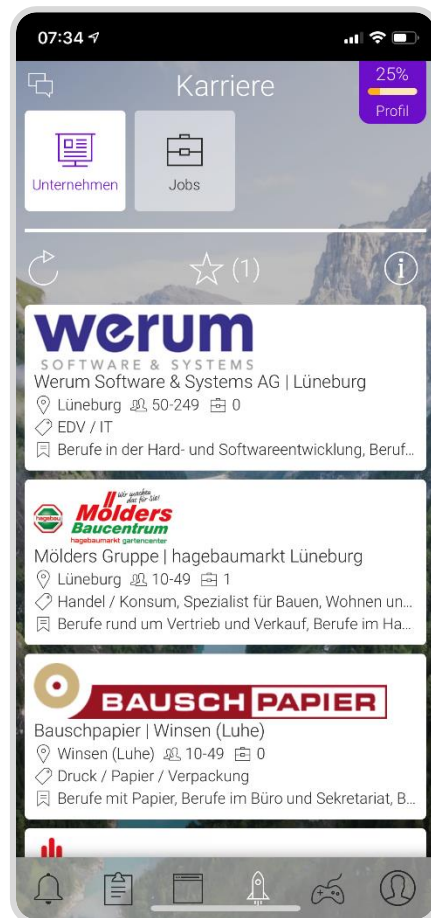 07:34
Karriere
25%
Profil
Unternehmen
Jobs
(1)
werum
SOFTWARE & SYSTEMS
Werum Software & Systems AG | Lüneburg
Lüneburg 50-249 0
EDV / IT
Berufe in der Hard- und Softwareentwicklung, Beruf...
Wir machen
das für Sie!
hagebau
Mölders
Baucentrum
hagebaumarkt gartencenter
Mölders Gruppe | hagebaumarkt Lüneburg
Lüneburg 10-49 1
Handel / Konsum, Spezialist für Bauen, Wohnen un...
Berufe rund um Vertrieb und Verkauf, Berufe im Ha...
BAUSCH PAPIER
Bauschpapier | Winsen (Luhe)
Winsen (Luhe) 10-49 0
Druck / Papier / Verpackung
Berufe mit Papier, Berufe im Büro und Sekretariat, B...